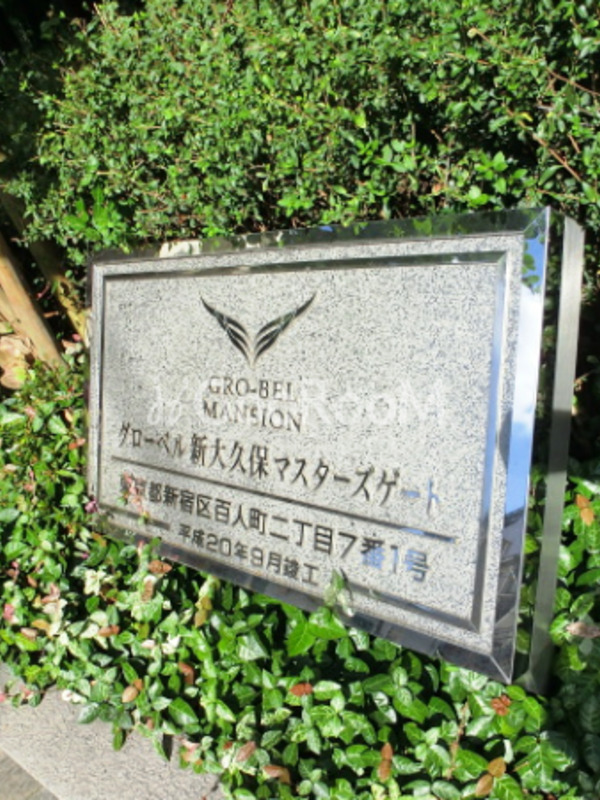 GRO-BEL
MANSION
グローベル新大久保マスターズゲート
東京都新宿区百人町二丁目7番1号
平成20年9月竣工